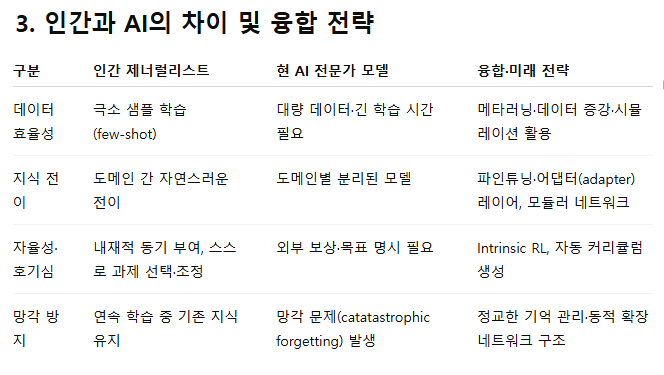 3. 인간과 AI의 차이 및 융합 전략
구분 인간 제너럴리스트 현 AI 전문가 모델 융합·미래 전략
데이터 극소 샘플 학습 대량 데이터·긴 학습 시간 메타러닝·데이터 증강·시뮬
효율성 (few-shot) 필요 레이션 활용
지식 전 도메인 간 자연스러운 도메인별 분리된 모델 파인튜닝·어댑터(adapter)
이 전이 레이어, 모듈러 네트워크
자율성· 내재적 동기 부여, 스스 외부 보상·목표 명시 필요 Intrinsic RL, 자동 커리큘럼
호기심 로 과제 선택·조정 생성
망각 방 연속 학습 중 기존 지식 망각 문제(catatastrophic 정교한 기억 관리·동적 확장
지 유지 forgetting) 발생 네트워크 구조